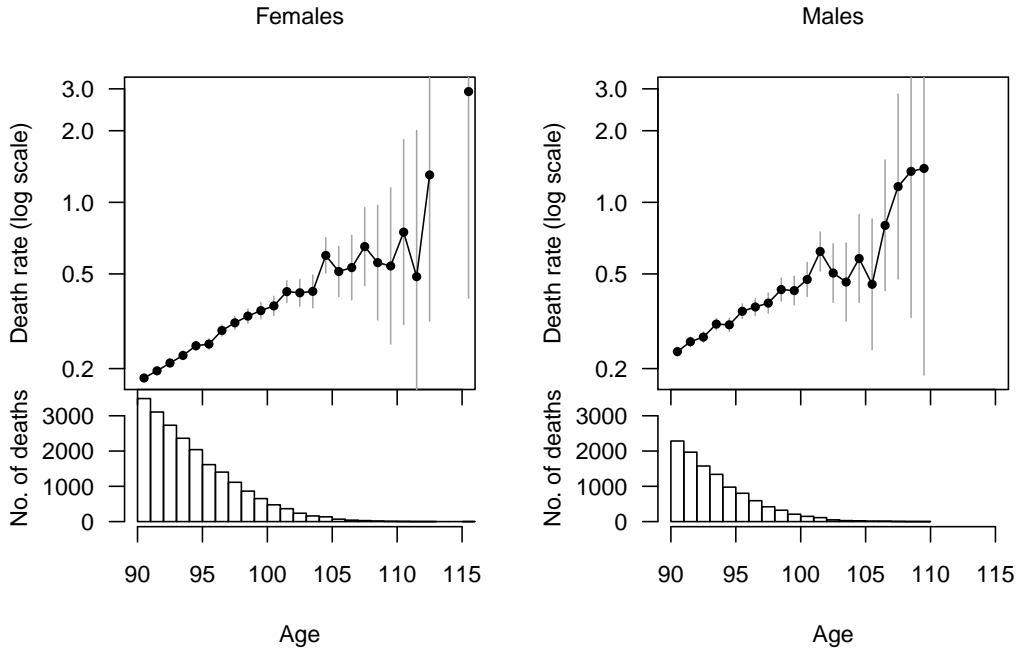 Females
Death rate (log scale)
3.0
2.0
1.0
0.5
0.2
No. of deaths
3000
2000
1000
0
90 95 100 105 110 115
Age
Males
Death rate (log scale)
3.0
2.0
1.0
0.5
0.2
No. of deaths
3000
2000
1000
0
90 95 100 105 110 115
Age